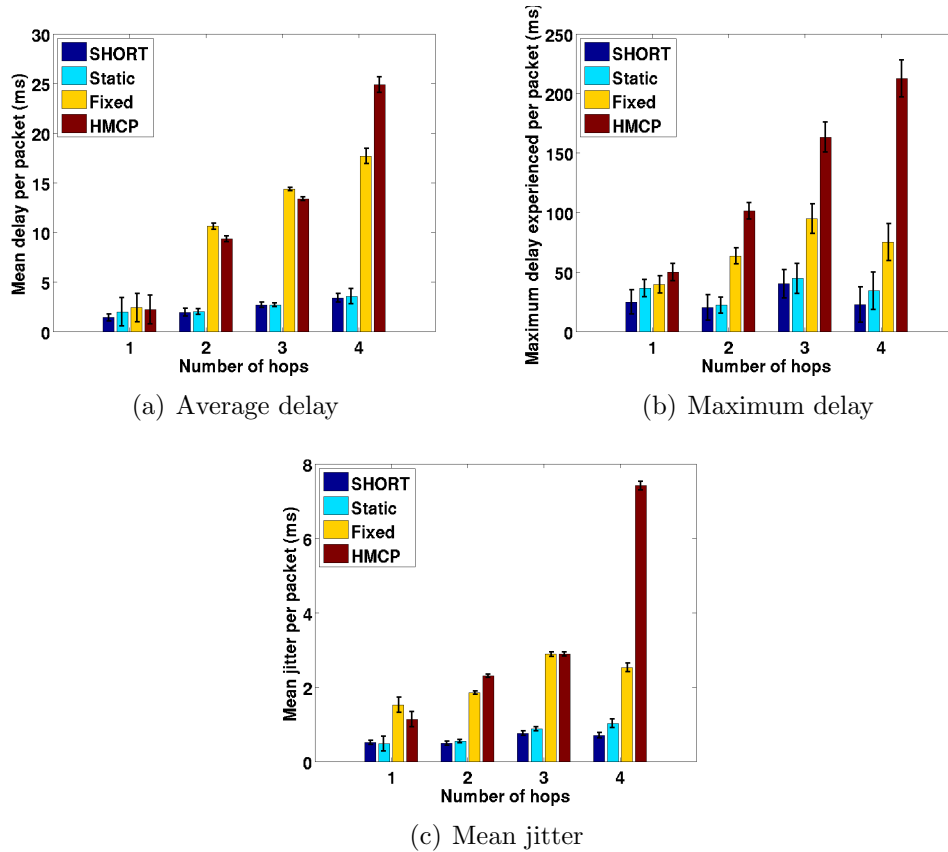 Mean delay per packet (ms)
30
25
20
15
10
5
0
SHORT
Static
Fixed
HMCP
1 2 3 4
Number of hops
(a) Average delay
Maximum delay experienced per packet (ms)
250
200
150
100
50
0
SHORT
Static
Fixed
HMCP
1 2 3 4
Number of hops
(b) Maximum delay
Mean jitter per packet (ms)
8
6
4
2
0
SHORT
Static
Fixed
HMCP
1 2 3 4
Number of hops
(c) Mean jitter